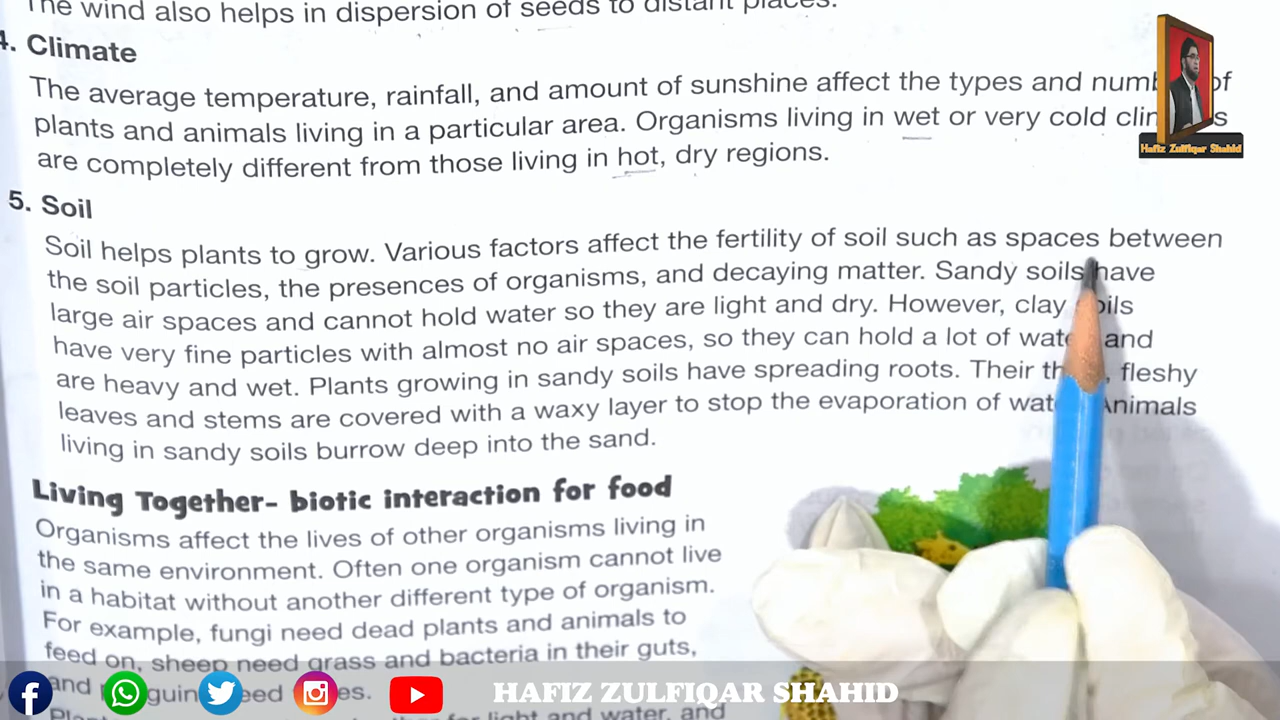 The wind also helps in dispersion of seeds to distant places.
4. Climate
The average temperature, rainfall, and amount of sunshine affect the types and of
plants and animals living in a particular area. Organisms living in wet or very cold
are completely different from those living in hot, dry regions.
Hafiz Zulfiqar Shahid
5. Soil
Soil helps plants to grow. Various factors affect the fertility of soil such as spaces between
the soil particles, the presences of organisms, and decaying matter. Sandy soils have
large air spaces and cannot hold water so they are light and dry. However, clay
have very fine particles with almost no air spaces, so they can hold a lot of and
are heavy and wet. Plants growing in sandy soils have spreading roots. Their fleshy
leaves and stems are covered with a waxy layer to stop the evaporation of Animals
living in sandy soils burrow deep into the sand.
Living Together- biotic interaction for food
Organisms affect the lives of other organisms living in
the same environment. Often one organism cannot live
in a habitat without another different type of organism.
For example, fungi need dead plants and animals to
feed on, sheep need grass and bacteria in their guts,
and
light and water, and
HAFIZ ZULFIQAR SHAHID